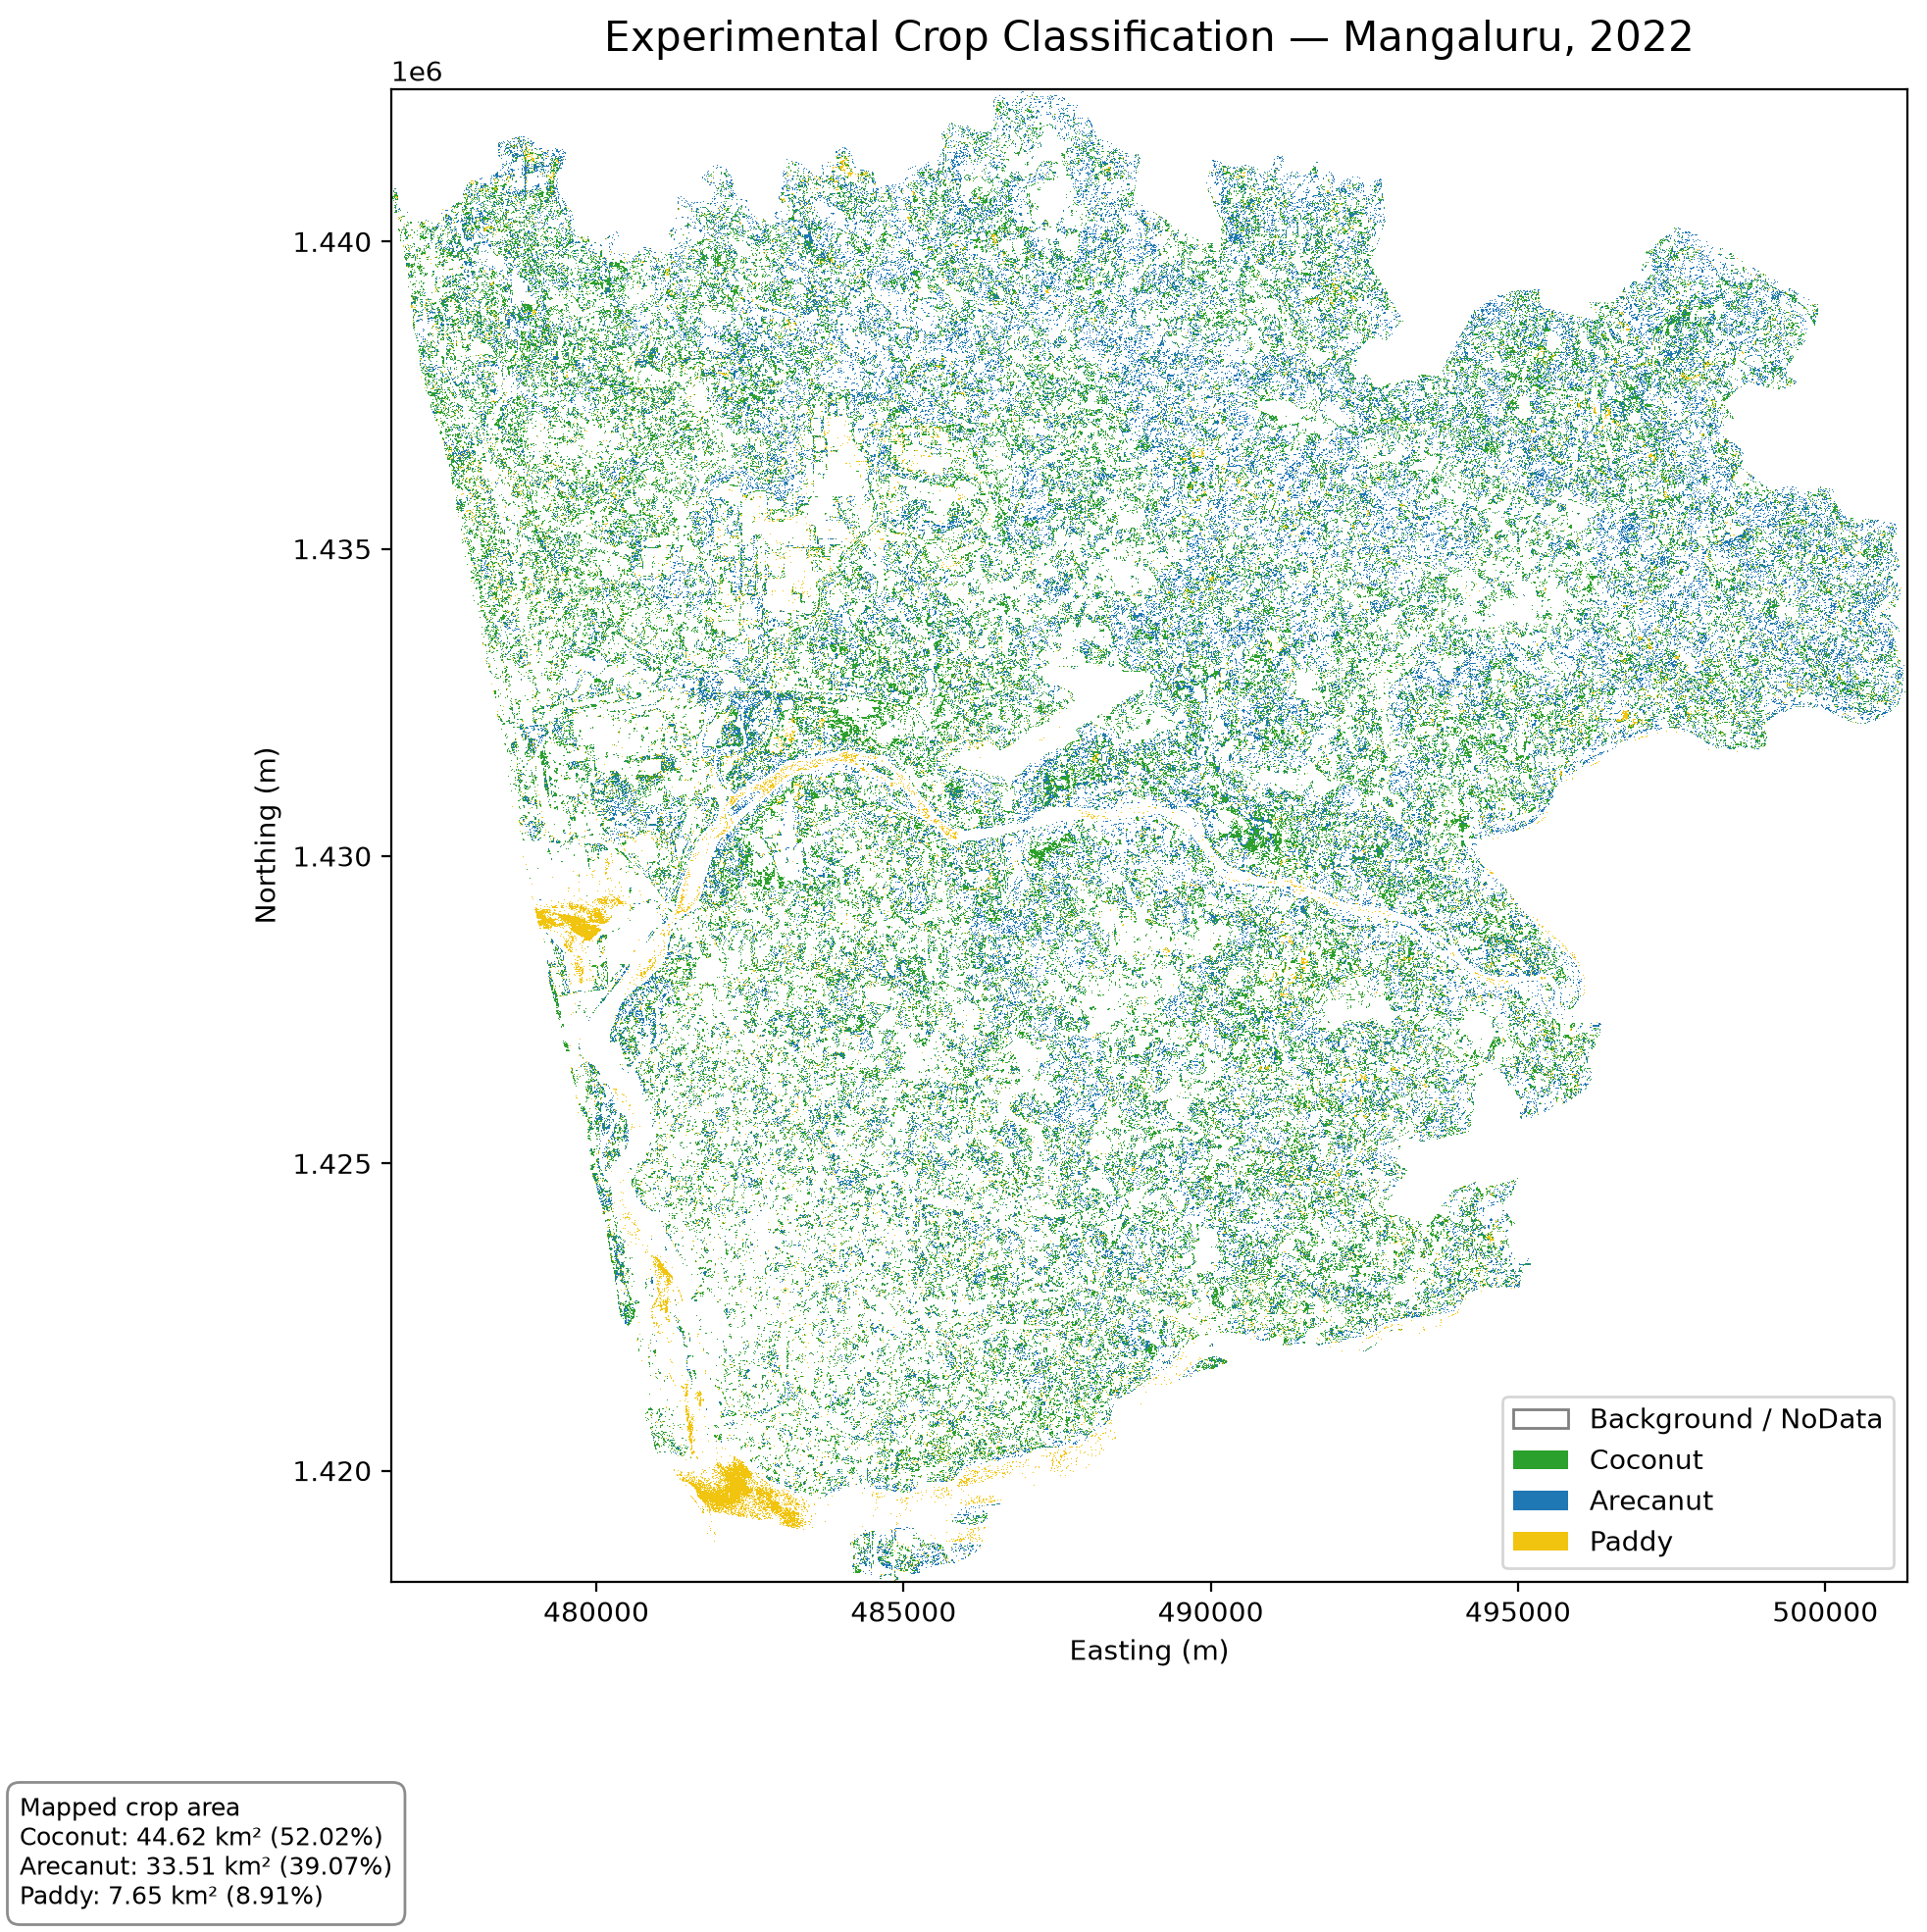 Experimental Crop Classification — Mangaluru, 2022
1e6
1.440
1.435
1.430
1.425
1.420
Northing (m)
480000
485000
490000
495000
500000
Easting (m)
Background / NoData
Coconut
Arecanut
Paddy
Mapped crop area
Coconut: 44.62 km² (52.02%)
Arecanut: 33.51 km² (39.07%)
Paddy: 7.65 km² (8.91%)